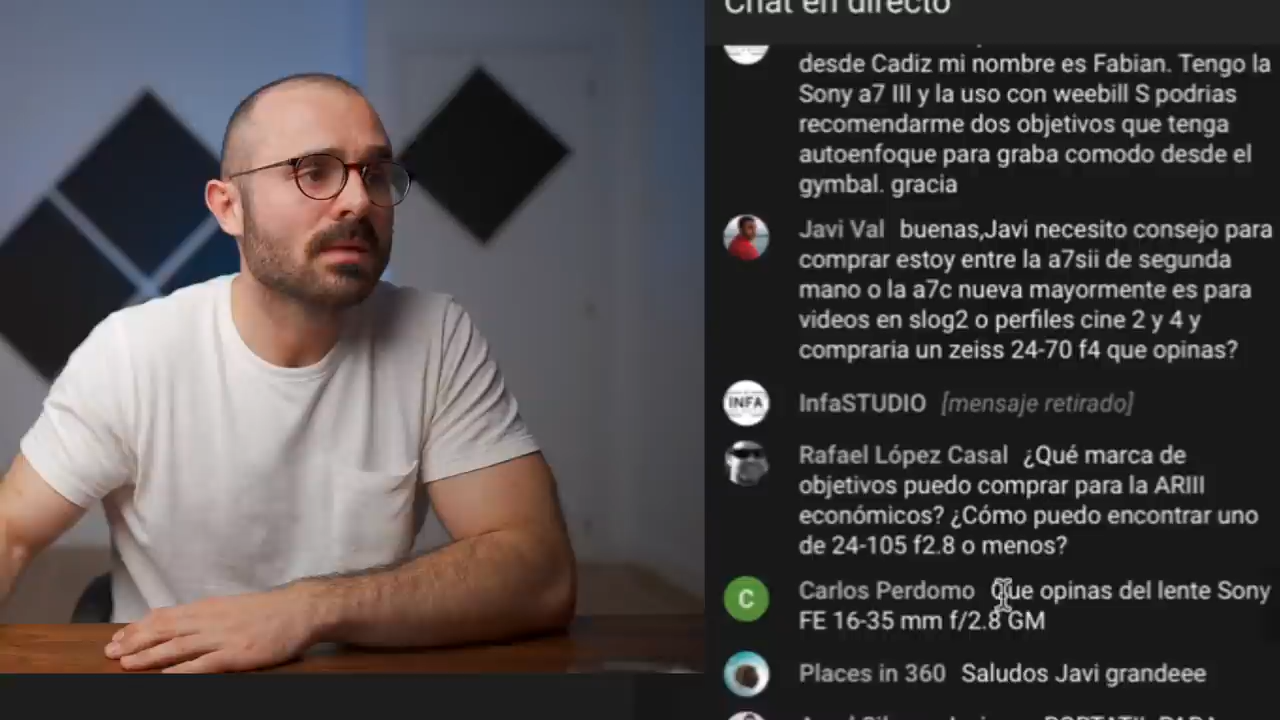 Chat en directo
desde Cadiz mi nombre es Fabian. Tengo la
Sony a7 III y la uso con weebill S podrias
recomendarme dos objetivos que tenga
autoenfoque para graba comodo desde el
gymbal. gracia
Javi Val buenas,Javi necesito consejo para
comprar estoy entre la a7sii de segunda
mano o la a7c nueva mayormente es para
videos en slog2 o perfiles cine 2 y 4 y
compraria un zeiss 24-70 f4 que opinas?
INFA
InfaSTUDIO [mensaje retirado]
Rafael López Casal ¿Qué marca de
objetivos puedo comprar para la ARIII
económicos? ¿Cómo puedo encontrar uno
de 24-105 f2.8 o menos?
C
Carlos Perdomo Que opinas del lente Sony
FE 16-35 mm f/2.8 GM
Places in 360 Saludos Javi grandeee